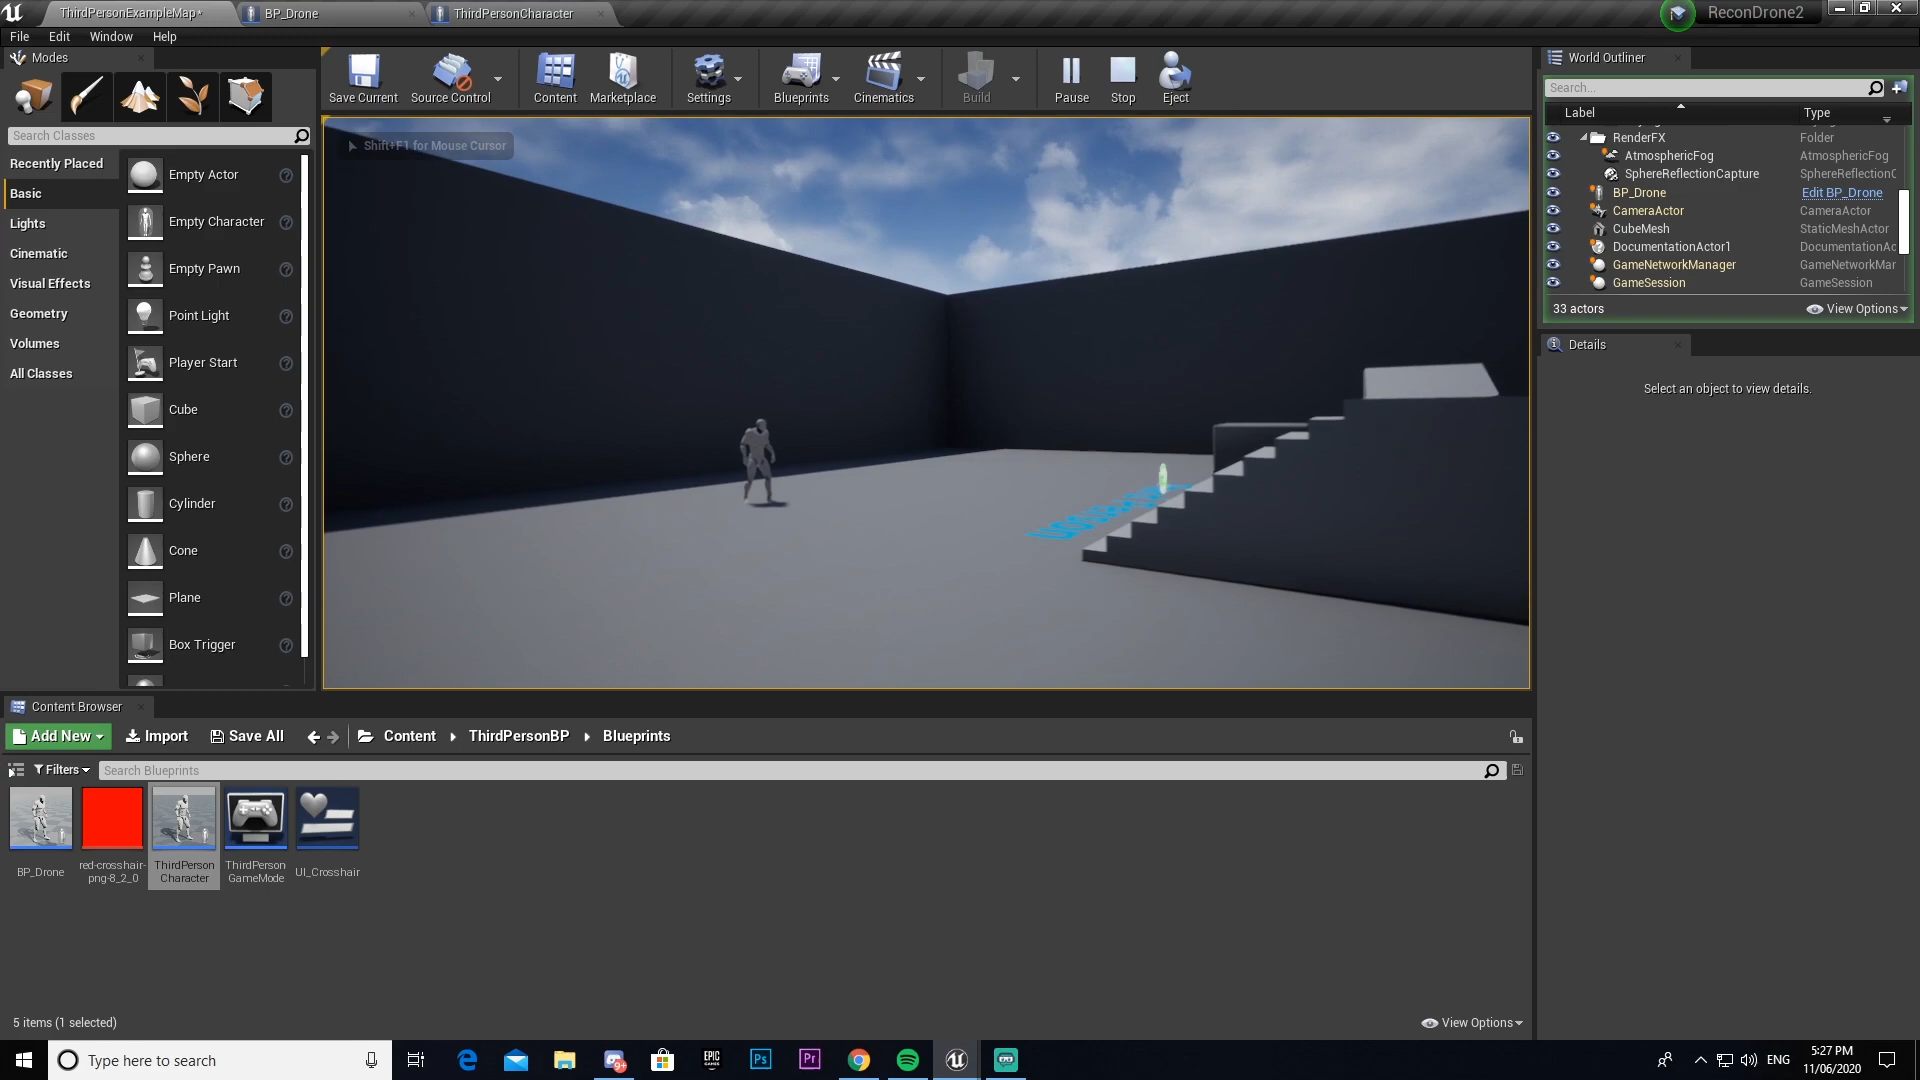 ThirdPersonExampleMap*
BP_Drone
ThirdPersonCharacter
ReconDrone2
File Edit Window Help
Modes
Save Current
Source Control
Content
Marketplace
Settings
Blueprints
Cinematics
Build
Pause
Stop
Eject
Search Classes
Recently Placed
Basic
Lights
Cinematic
Visual Effects
Geometry
Volumes
All Classes
Empty Actor
Empty Character
Empty Pawn
Point Light
Player Start
Cube
Sphere
Cylinder
Cone
Plane
Box Trigger
Shift+F1 for Mouse Cursor
World Outliner
Search...
Label Type
RenderFX Folder
AtmosphericFog AtmosphericFog
SphereReflectionCapture SphereReflectionC
BP_Drone Edit BP_Drone
CameraActor CameraActor
CubeMesh StaticMeshActor
DocumentationActor1 DocumentationAc
GameNetworkManager GameNetworkMar
GameSession GameSession
33 actors
View Options
Details
Select an object to view details.
Content Browser
Add New
Import
Save All
Content
ThirdPersonBP
Blueprints
Filters
Search Blueprints
BP_Drone
red-crosshair-
png-8_2_0
ThirdPerson
Character
ThirdPerson
GameMode
UI_Crosshair
5 items (1 selected)
View Options
Type here to search
9+
EPIC
GAMES
Ps
Pr
ENG
5:27 PM
11/06/2020